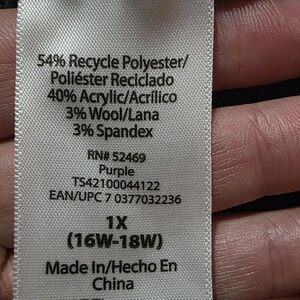 54% Recycle Polyester/
Poliéster Reciclado
40% Acrylic/Acrílico
3% Wool/Lana
3% Spandex
RN# 52469
Purple
TS42100044122
EAN/UPC 7 0377032236
1X
(16W-18W)
Made In/Hecho En
China